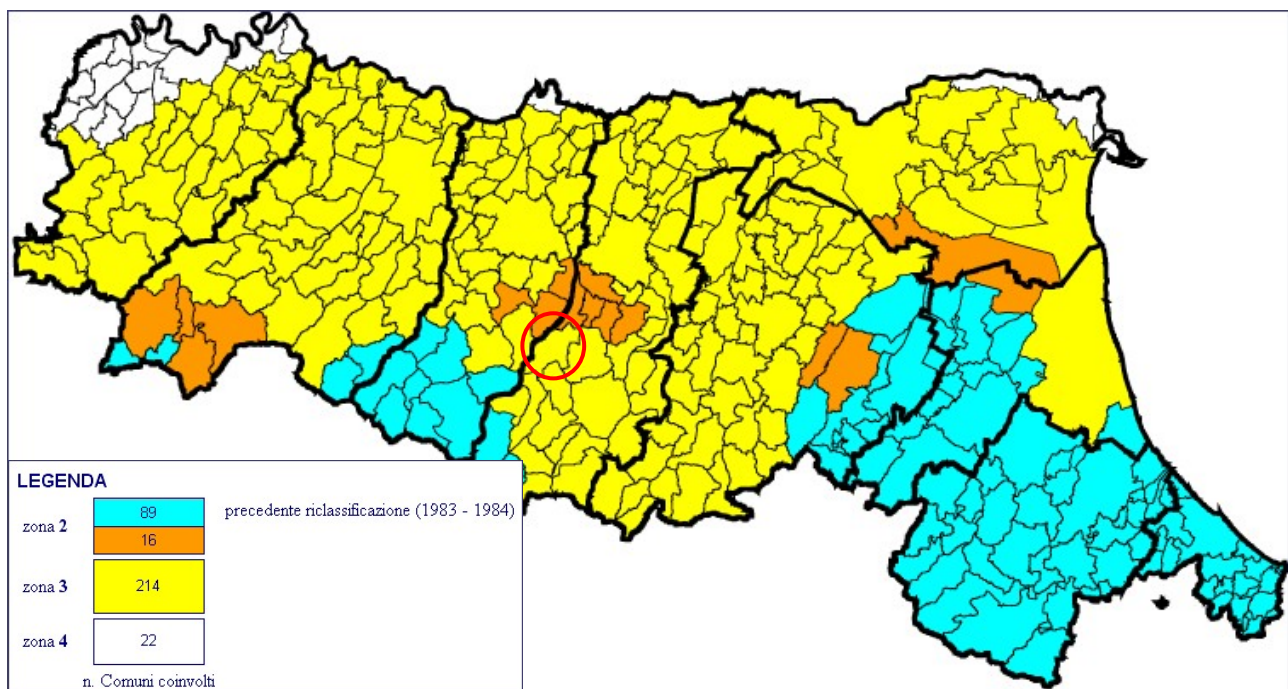 LEGENDA
zona 2
89
precedente riclassificazione (1983 - 1984)
16
zona 3
214
zona 4
22
n. Comuni coinvolti